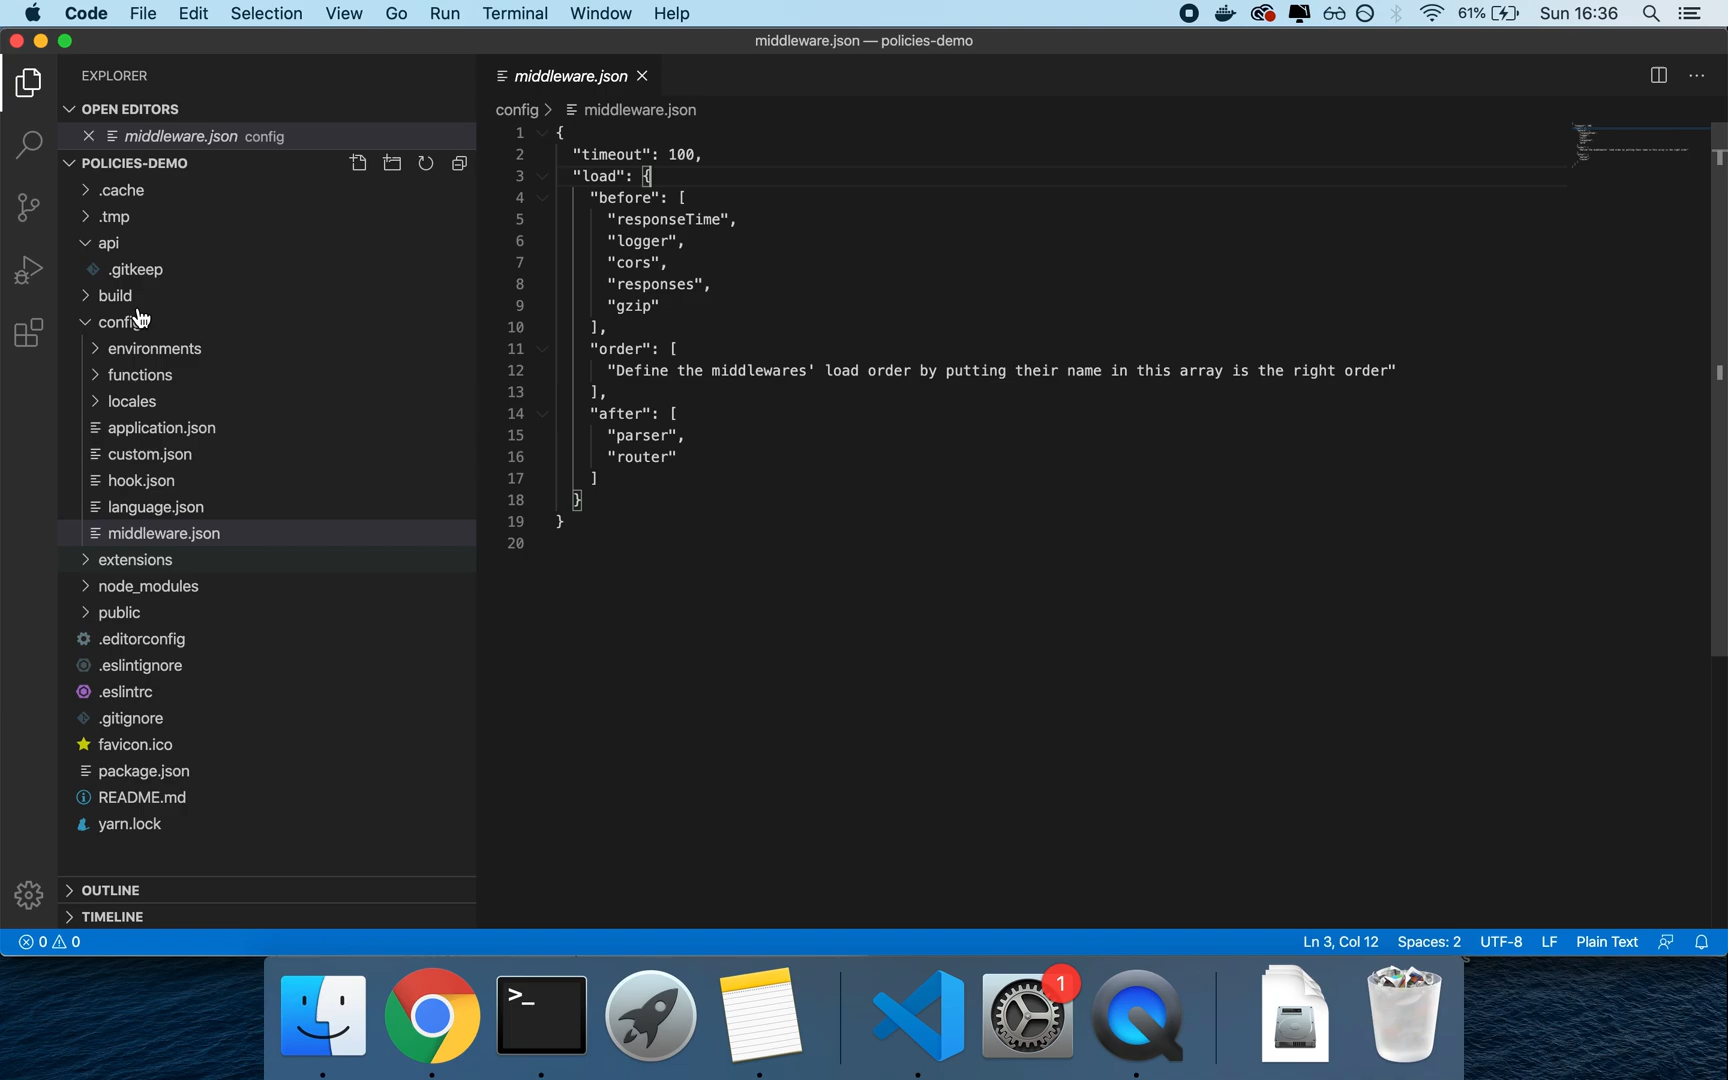 Code File Edit Selection View Go Run Terminal Window Help 61% Sun 16:36
middleware.json — policies-demo
EXPLORER
OPEN EDITORS
middleware.json config
POLICIES-DEMO
.cache
.tmp
api
.gitkeep
build
config
environments
functions
locales
application.json
custom.json
hook.json
language.json
middleware.json
extensions
node_modules
public
.editorconfig
.eslintignore
.eslintrc
.gitignore
favicon.ico
package.json
README.md
yarn.lock
OUTLINE
TIMELINE
middleware.json
config > middleware.json
1 {
2 "timeout": 100,
3 "load": {
4 "before": [
5 "responseTime",
6 "logger",
7 "cors",
8 "responses",
9 "gzip"
10 ],
11 "order": [
12 "Define the middlewares' load order by putting their name in this array is the right order"
13 ],
14 "after": [
15 "parser",
16 "router"
17 ]
18 }
19 }
20
0 0 Ln 3, Col 12 Spaces: 2 UTF-8 LF Plain Text
>_
1